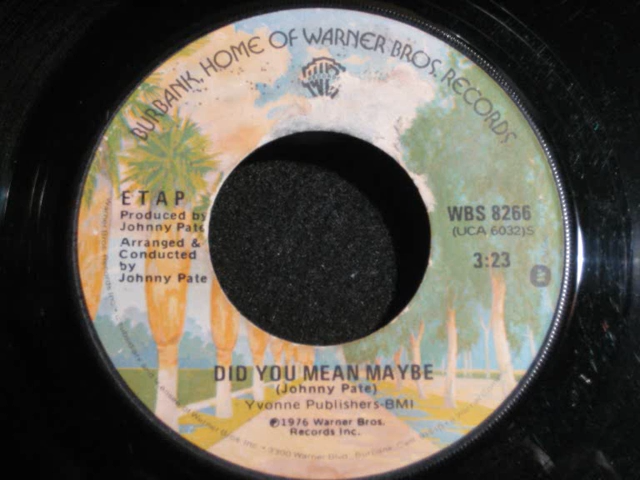 BURBANK, HOME OF WARNER BROS. RECORDS
ETAP
Produced by
Johnny Pate
Arranged &
Conducted
by
Johnny Pate
WBS 8266
(UCA 6032)S
3:23
DID YOU MEAN MAYBE
(Johnny Pate)
Yvonne Publishers-BMI
℗1976 Warner Bros.
Records Inc.